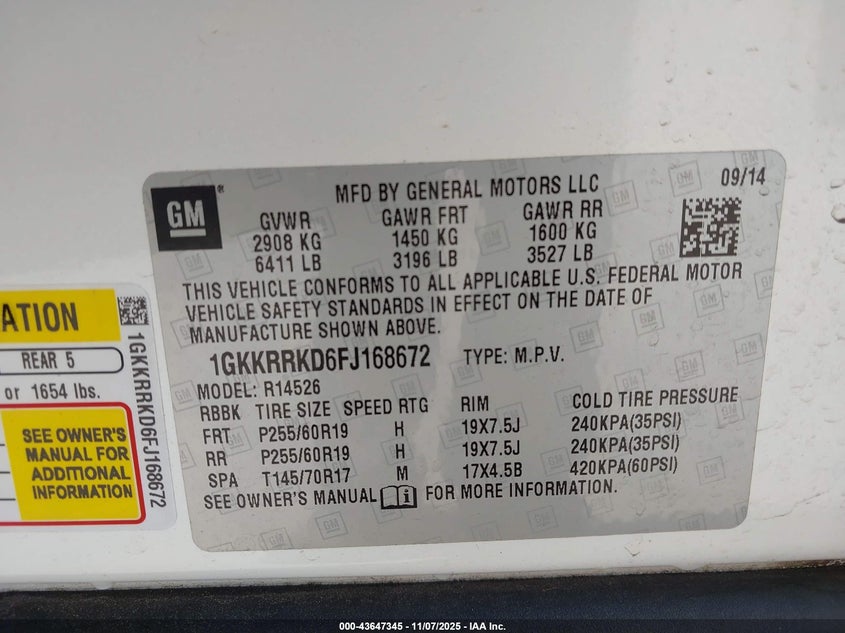 GM
®
MFD BY GENERAL MOTORS LLC
09/14
GVWR GAWR FRT GAWR RR
2908 KG 1450 KG 1600 KG
6411 LB 3196 LB 3527 LB
THIS VEHICLE CONFORMS TO ALL APPLICABLE U.S. FEDERAL MOTOR
VEHICLE SAFETY STANDARDS IN EFFECT ON THE DATE OF
MANUFACTURE SHOWN ABOVE.
1GKKRRKD6FJ168672 TYPE: M.P.V.
MODEL: R14526
RBBK TIRE SIZE SPEED RTG RIM COLD TIRE PRESSURE
FRT P255/60R19 H 19X7.5J 240KPA(35PSI)
RR P255/60R19 H 19X7.5J 240KPA(35PSI)
SPA T145/70R17 M 17X4.5B 420KPA(60PSI)
SEE OWNER'S MANUAL FOR MORE INFORMATION.
ATION
REAR 5
or 1654 lbs.
SEE OWNER'S
MANUAL FOR
ADDITIONAL
INFORMATION
1GKKRRKD6FJ168672
000-43647345 | 11/07/2025 - IAA Inc.